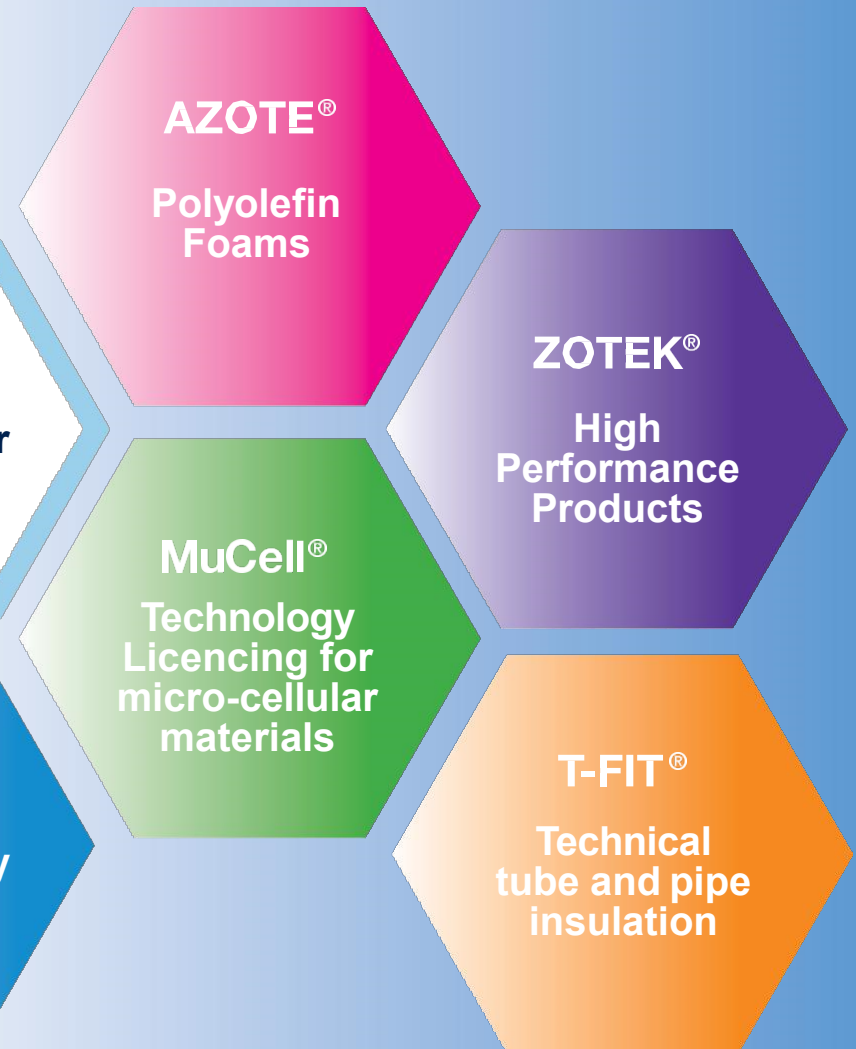 AZOTE®
Polyolefin
Foams
ZOTEK®
High
Performance
Products
MuCell®
Technology
Licencing for
micro-cellular
materials
T-FIT®
Technical
tube and pipe
insulation